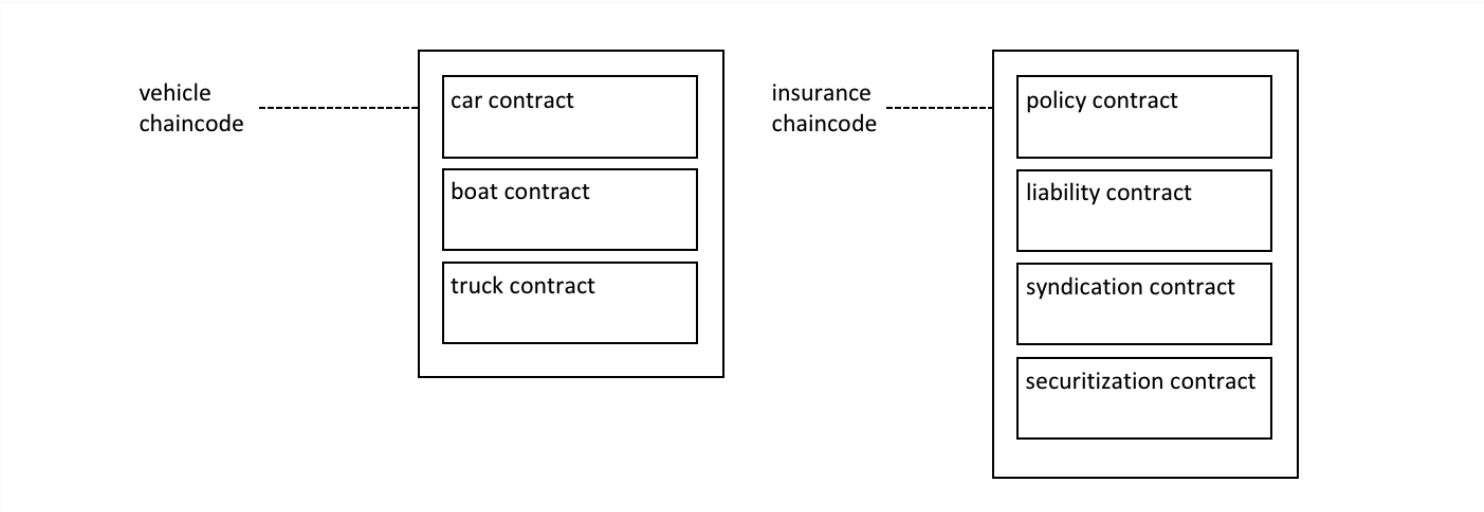 vehicle
chaincode
car contract
boat contract
truck contract
insurance
chaincode
policy contract
liability contract
syndication contract
securitization contract